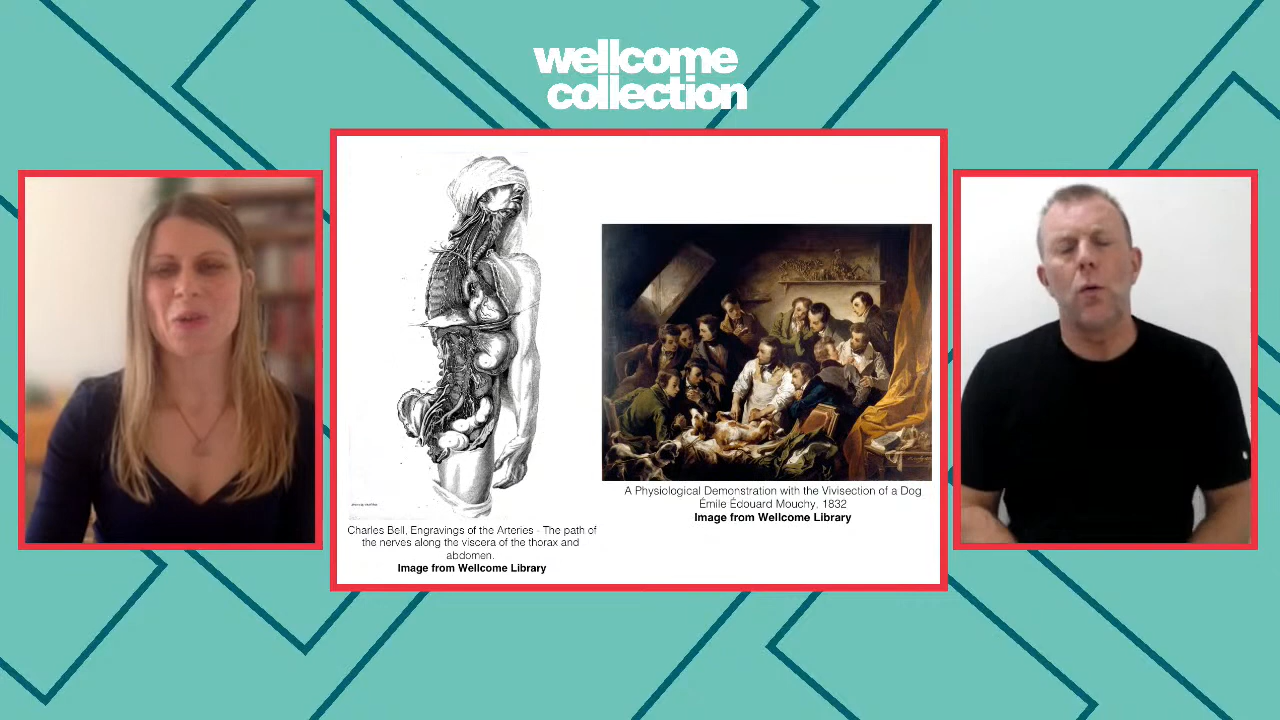 wellcome
collection
Charles Bell, Engravings of the Arteries - The path of
the nerves along the viscera of the thorax and
abdomen.
Image from Wellcome Library
A Physiological Demonstration with the Vivisection of a Dog
Émile Édouard Mouchy, 1832
Image from Wellcome Library